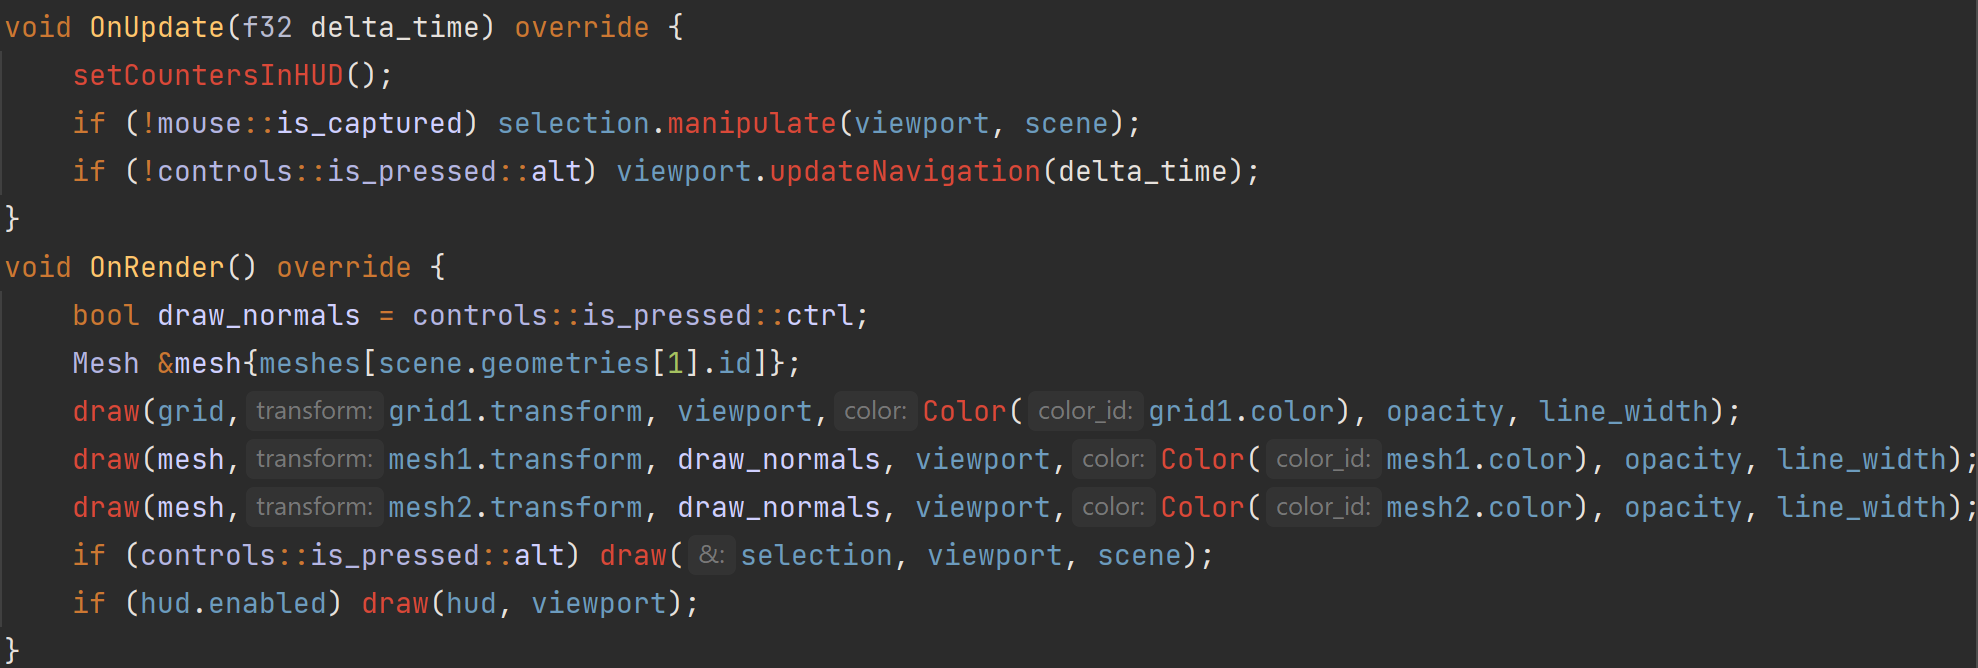 void OnUpdate(f32 delta_time) override {
    setCountersInHUD();
    if (!mouse::is_captured) selection.manipulate(viewport, scene);
    if (!controls::is_pressed::alt) viewport.updateNavigation(delta_time);
}
void OnRender() override {
    bool draw_normals = controls::is_pressed::ctrl;
    Mesh &mesh{meshes[scene.geometries[1].id]};
    draw(grid, transform: grid1.transform, viewport, color: Color( color_id: grid1.color), opacity, line_width);
    draw(mesh, transform: mesh1.transform, draw_normals, viewport, color: Color( color_id: mesh1.color), opacity, line_width);
    draw(mesh, transform: mesh2.transform, draw_normals, viewport, color: Color( color_id: mesh2.color), opacity, line_width);
    if (controls::is_pressed::alt) draw( &: selection, viewport, scene);
    if (hud.enabled) draw(hud, viewport);
}